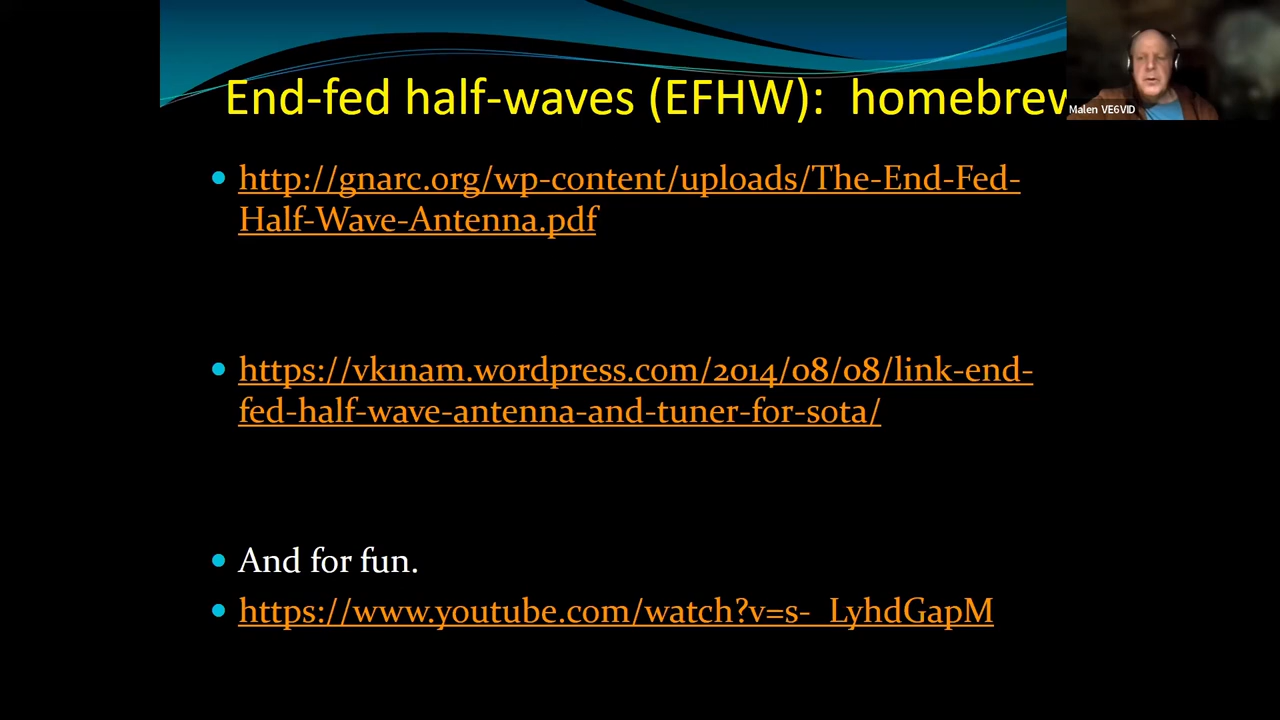 End-fed half-waves (EFHW): homebrew
Malen VE6VID
http://gnarc.org/wp-content/uploads/The-End-Fed-
Half-Wave-Antenna.pdf
https://vk1nam.wordpress.com/2014/08/08/link-end-
fed-half-wave-antenna-and-tuner-for-sota/
And for fun.
https://www.youtube.com/watch?v=s-_LyhdGapM